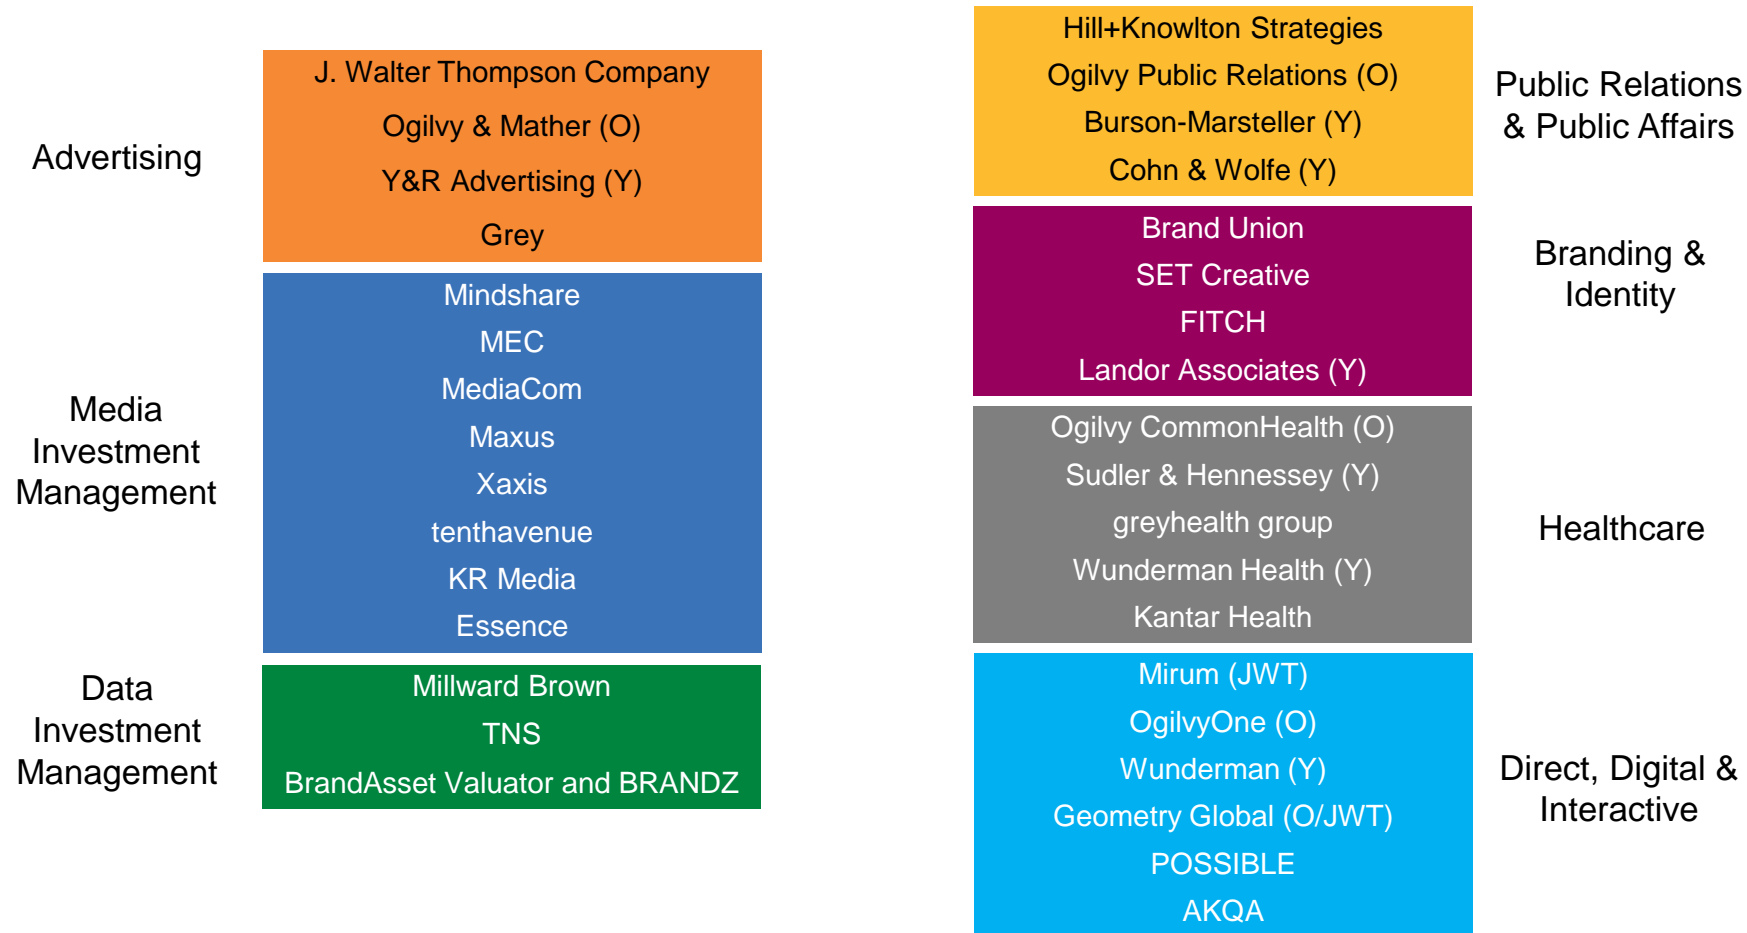 Advertising
J. Walter Thompson Company
Ogilvy & Mather (O)
Y&R Advertising (Y)
Grey
Media
Investment
Management
Mindshare
MEC
MediaCom
Maxus
Xaxis
tenthavenue
KR Media
Essence
Data
Investment
Management
Millward Brown
TNS
BrandAsset Valuator and BRANDZ
Hill+Knowlton Strategies
Ogilvy Public Relations (O)
Burson-Marsteller (Y)
Cohn & Wolfe (Y)
Public Relations
& Public Affairs
Brand Union
SET Creative
FITCH
Landor Associates (Y)
Branding &
Identity
Ogilvy CommonHealth (O)
Sudler & Hennessey (Y)
greyhealth group
Wunderman Health (Y)
Kantar Health
Healthcare
Mirum (JWT)
OgilvyOne (O)
Wunderman (Y)
Geometry Global (O/JWT)
POSSIBLE
AKQA
Direct, Digital &
Interactive